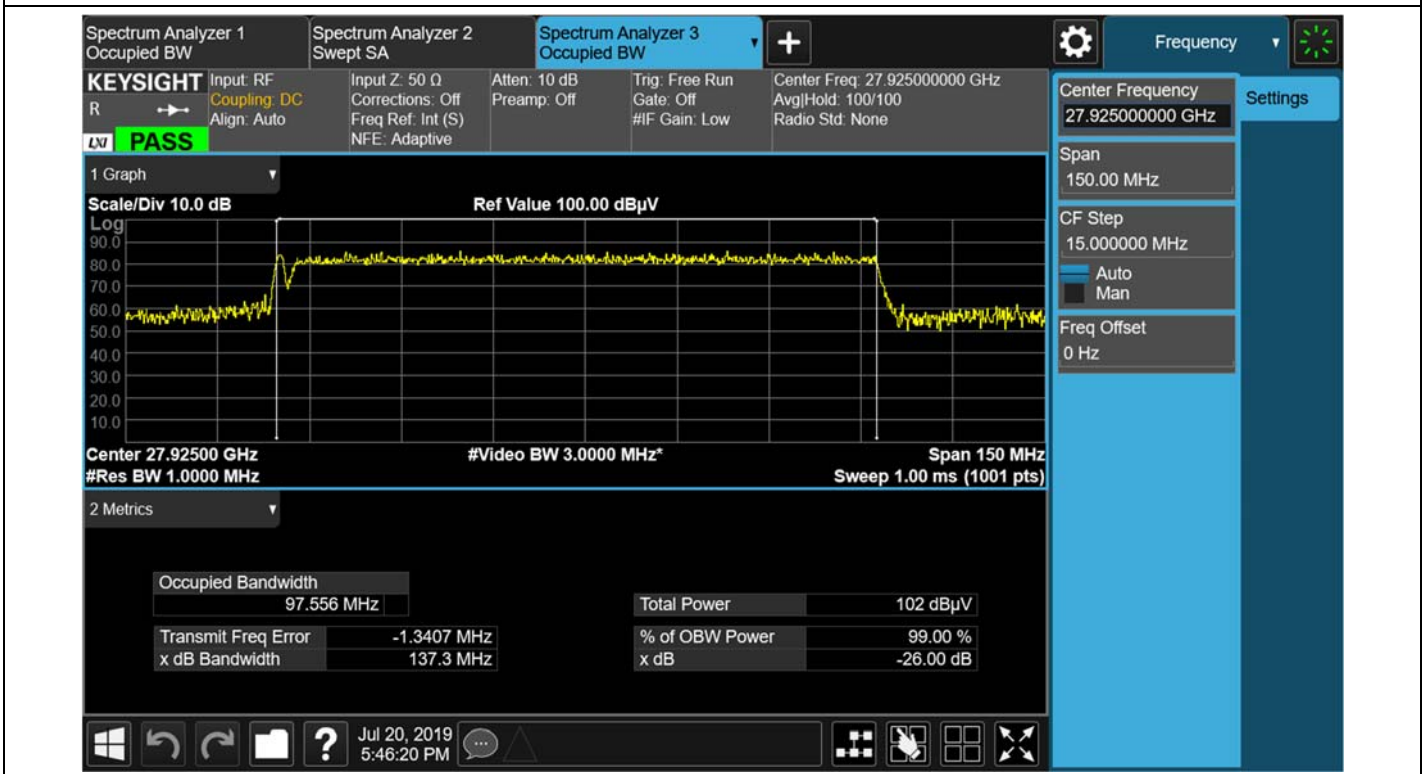 Spectrum Analyzer 1
Occupied BW
Spectrum Analyzer 2
Swept SA
Spectrum Analyzer 3
Occupied BW
Frequency
KEYSIGHT
R
LXI
PASS
Input: RF
Coupling: DC
Align: Auto
Input Z: 50 Ω
Corrections: Off
Freq Ref: Int (S)
NFE: Adaptive
Atten: 10 dB
Preamp: Off
Trig: Free Run
Gate: Off
#IF Gain: Low
Center Freq: 27.925000000 GHz
Avg|Hold: 100/100
Radio Std: None
Center Frequency
27.925000000 GHz
Settings
Span
150.00 MHz
CF Step
15.000000 MHz
Auto
Man
Freq Offset
0 Hz
1 Graph
Scale/Div 10.0 dB
Ref Value 100.00 dBµV
Log
90.0
80.0
70.0
60.0
50.0
40.0
30.0
20.0
10.0
Center 27.92500 GHz
#Video BW 3.0000 MHz*
Span 150 MHz
#Res BW 1.0000 MHz
Sweep 1.00 ms (1001 pts)
2 Metrics
Occupied Bandwidth
97.556 MHz
Total Power 102 dBµV
Transmit Freq Error -1.3407 MHz
% of OBW Power 99.00 %
x dB Bandwidth 137.3 MHz
x dB -26.00 dB
?
Jul 20, 2019
5:46:20 PM